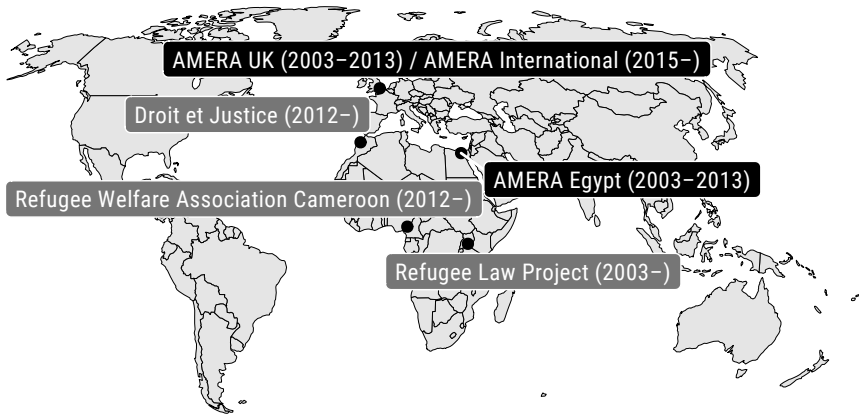 AMERA UK (2003–2013) / AMERA International (2015–)
Droit et Justice (2012–)
AMERA Egypt (2003–2013)
Refugee Welfare Association Cameroon (2012–)
Refugee Law Project (2003–)